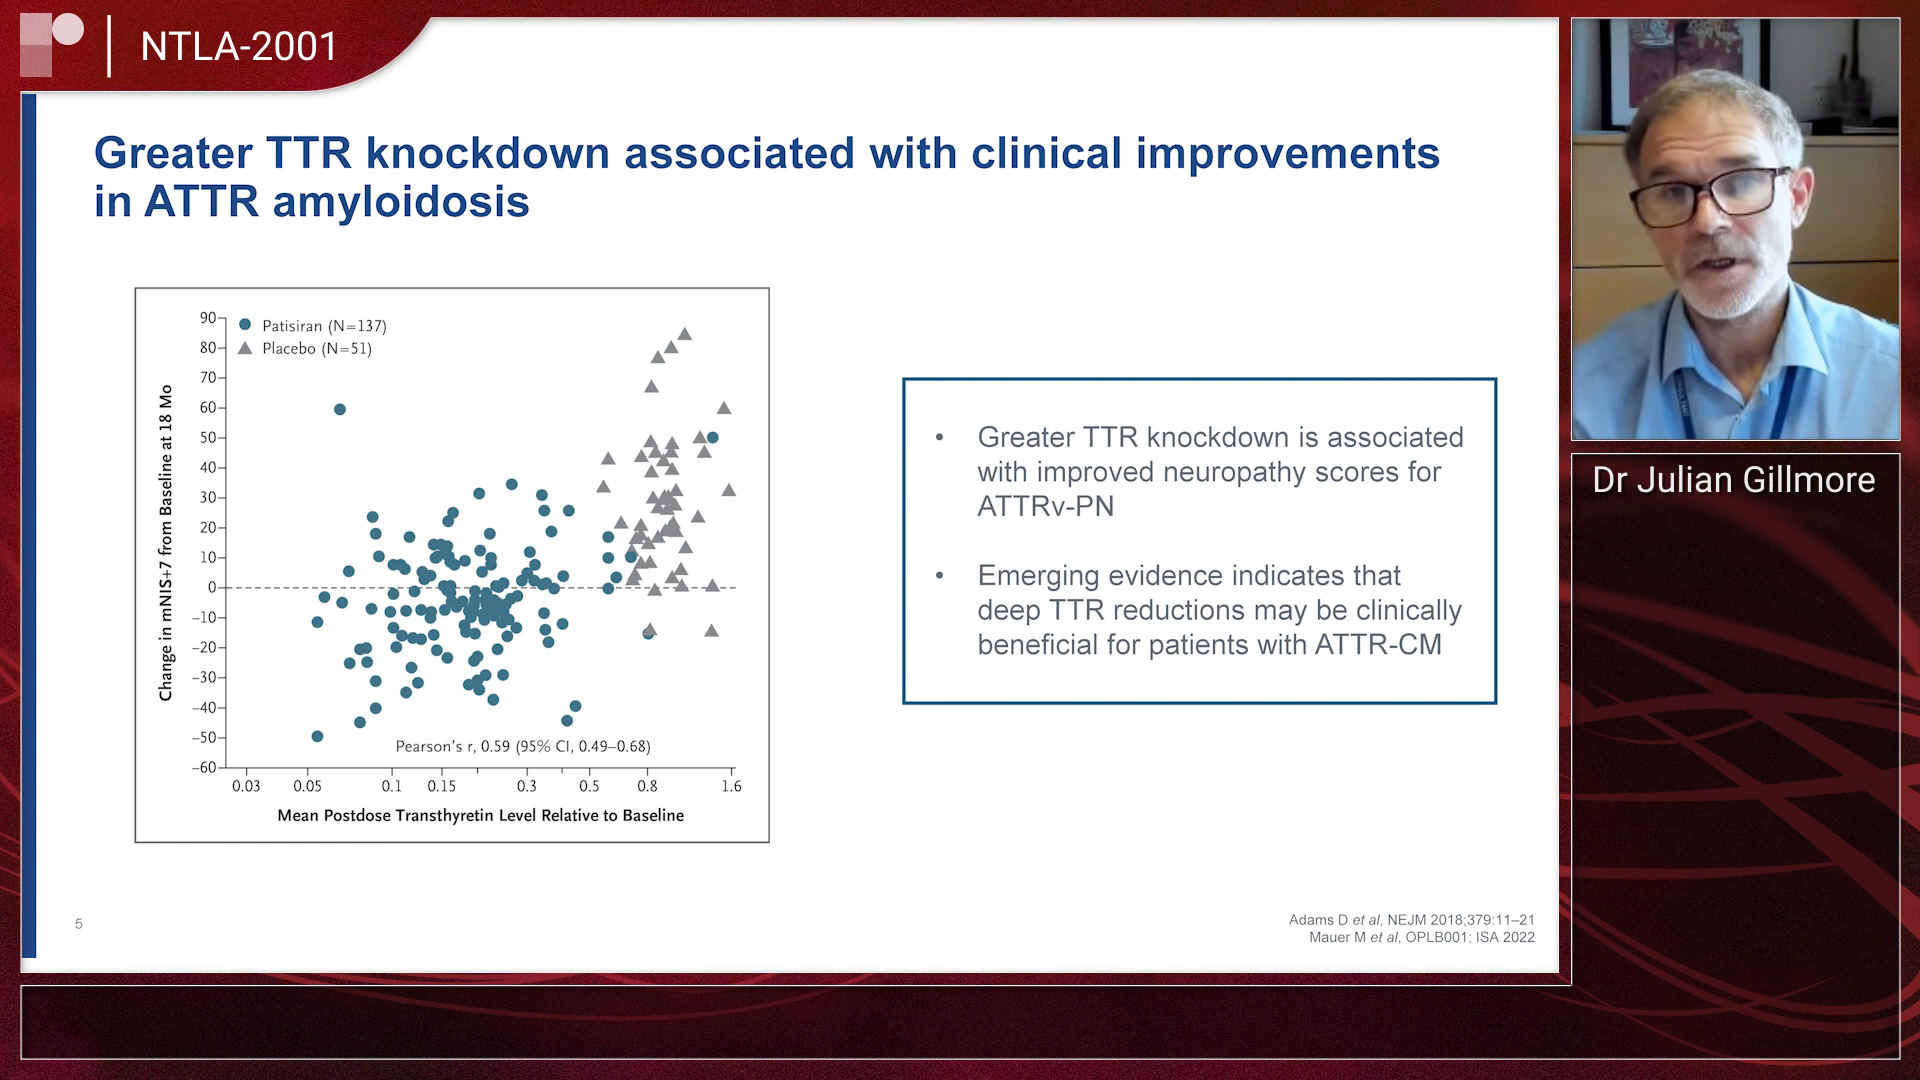 NTLA-2001
Greater TTR knockdown associated with clinical improvements
in ATTR amyloidosis
90
80
70
60
50
40
30
20
10
0
–10
–20
–30
–40
–50
–60
Change in mNIS+7 from Baseline at 18 Mo
Patisiran (N=137)
Placebo (N=51)
Pearson's r, 0.59 (95% CI, 0.49–0.68)
0.03 0.05 0.1 0.15 0.3 0.5 0.8 1.6
Mean Postdose Transthyretin Level Relative to Baseline
• Greater TTR knockdown is associated
with improved neuropathy scores for
ATTRv-PN
• Emerging evidence indicates that
deep TTR reductions may be clinically
beneficial for patients with ATTR-CM
5
Adams D et al, NEJM 2018;379:11–21
Mauer M et al, OPLB001; ISA 2022
Dr Julian Gillmore